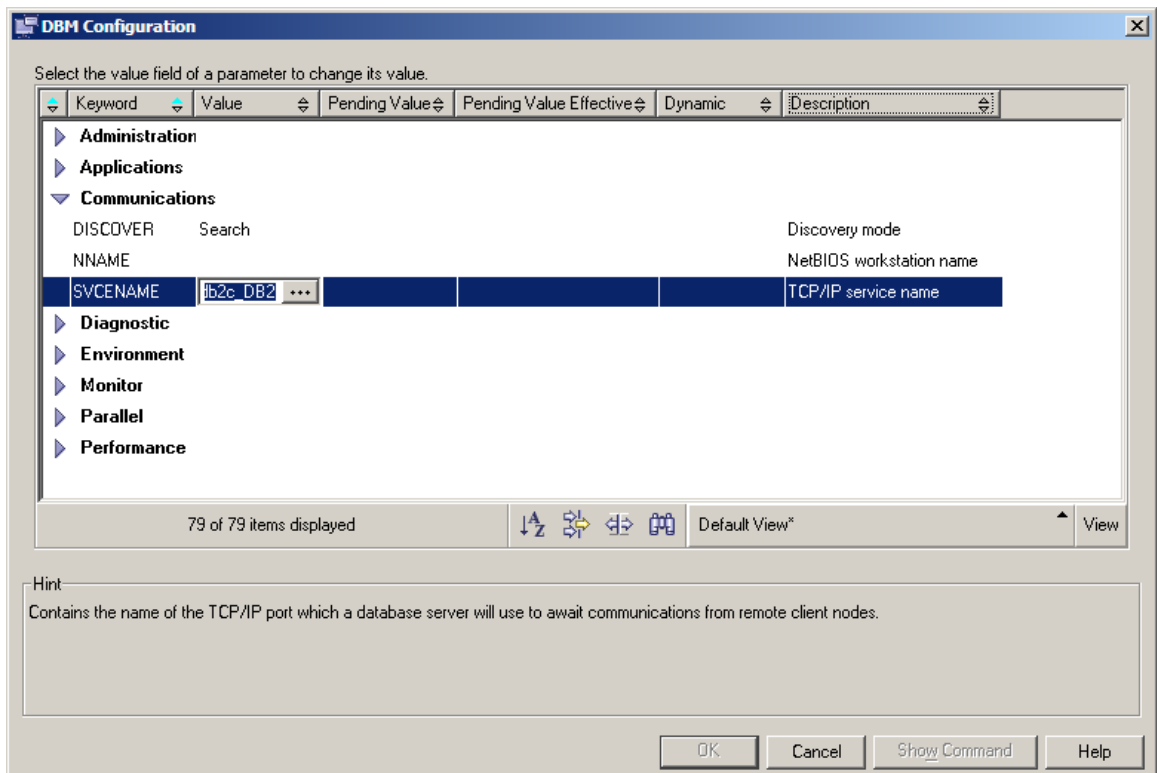 DBM Configuration
Select the value field of a parameter to change its value.
Keyword Value Pending Value Pending Value Effective Dynamic Description
Administration
Applications
Communications
DISCOVER Search Discovery mode
NNAME NetBIOS workstation name
SVCENAME db2c_DB2 ... TCP/IP service name
Diagnostic
Environment
Monitor
Parallel
Performance
79 of 79 items displayed Default View* View
Hint
Contains the name of the TCP/IP port which a database server will use to await communications from remote client nodes.
OK Cancel Show Command Help